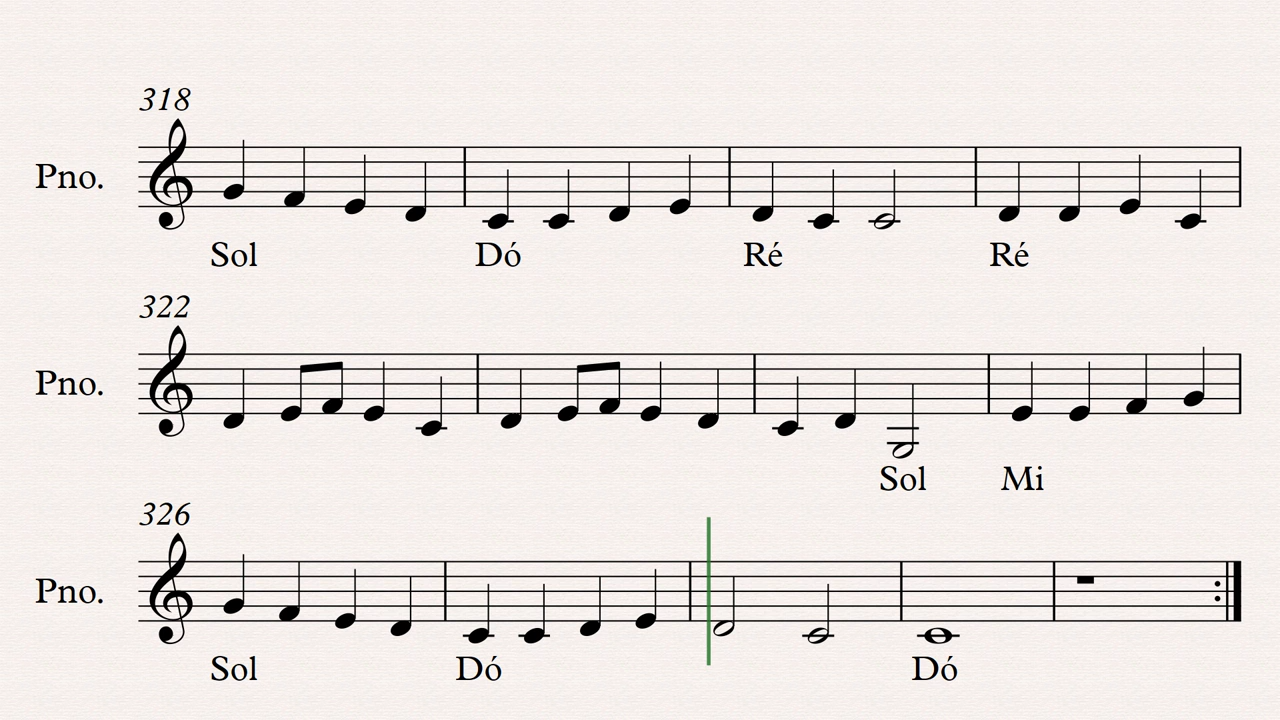 318
Pno.
Sol Dó Ré Ré
322
Pno.
Sol Mi
326
Pno.
Sol Dó Dó